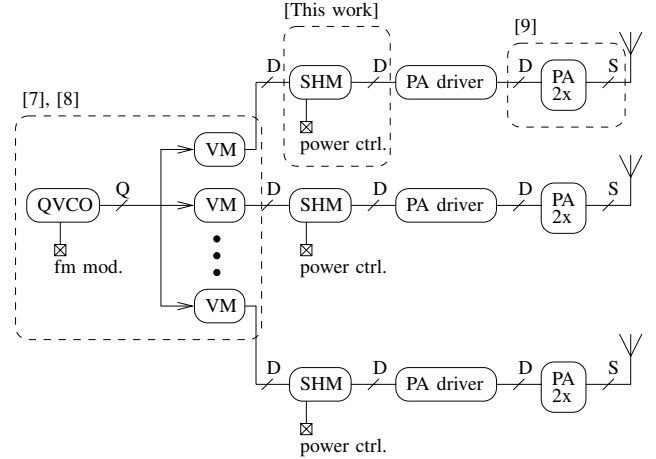 [This work]
[9]
D SHM D PA driver D PA 2x S
[7], [8]
power ctrl.
VM
QVCO Q VM D SHM D PA driver D PA 2x S
fm mod.
power ctrl.
VM
D SHM D PA driver D PA 2x S
power ctrl.